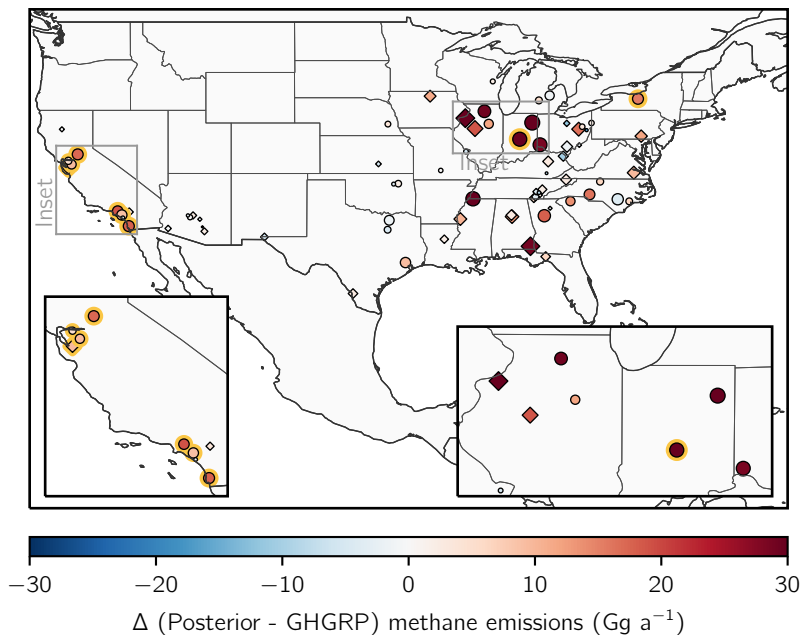 Inset
Inset
−30 −20 −10 0 10 20 30
Δ (Posterior - GHGRP) methane emissions (Gg a⁻¹)